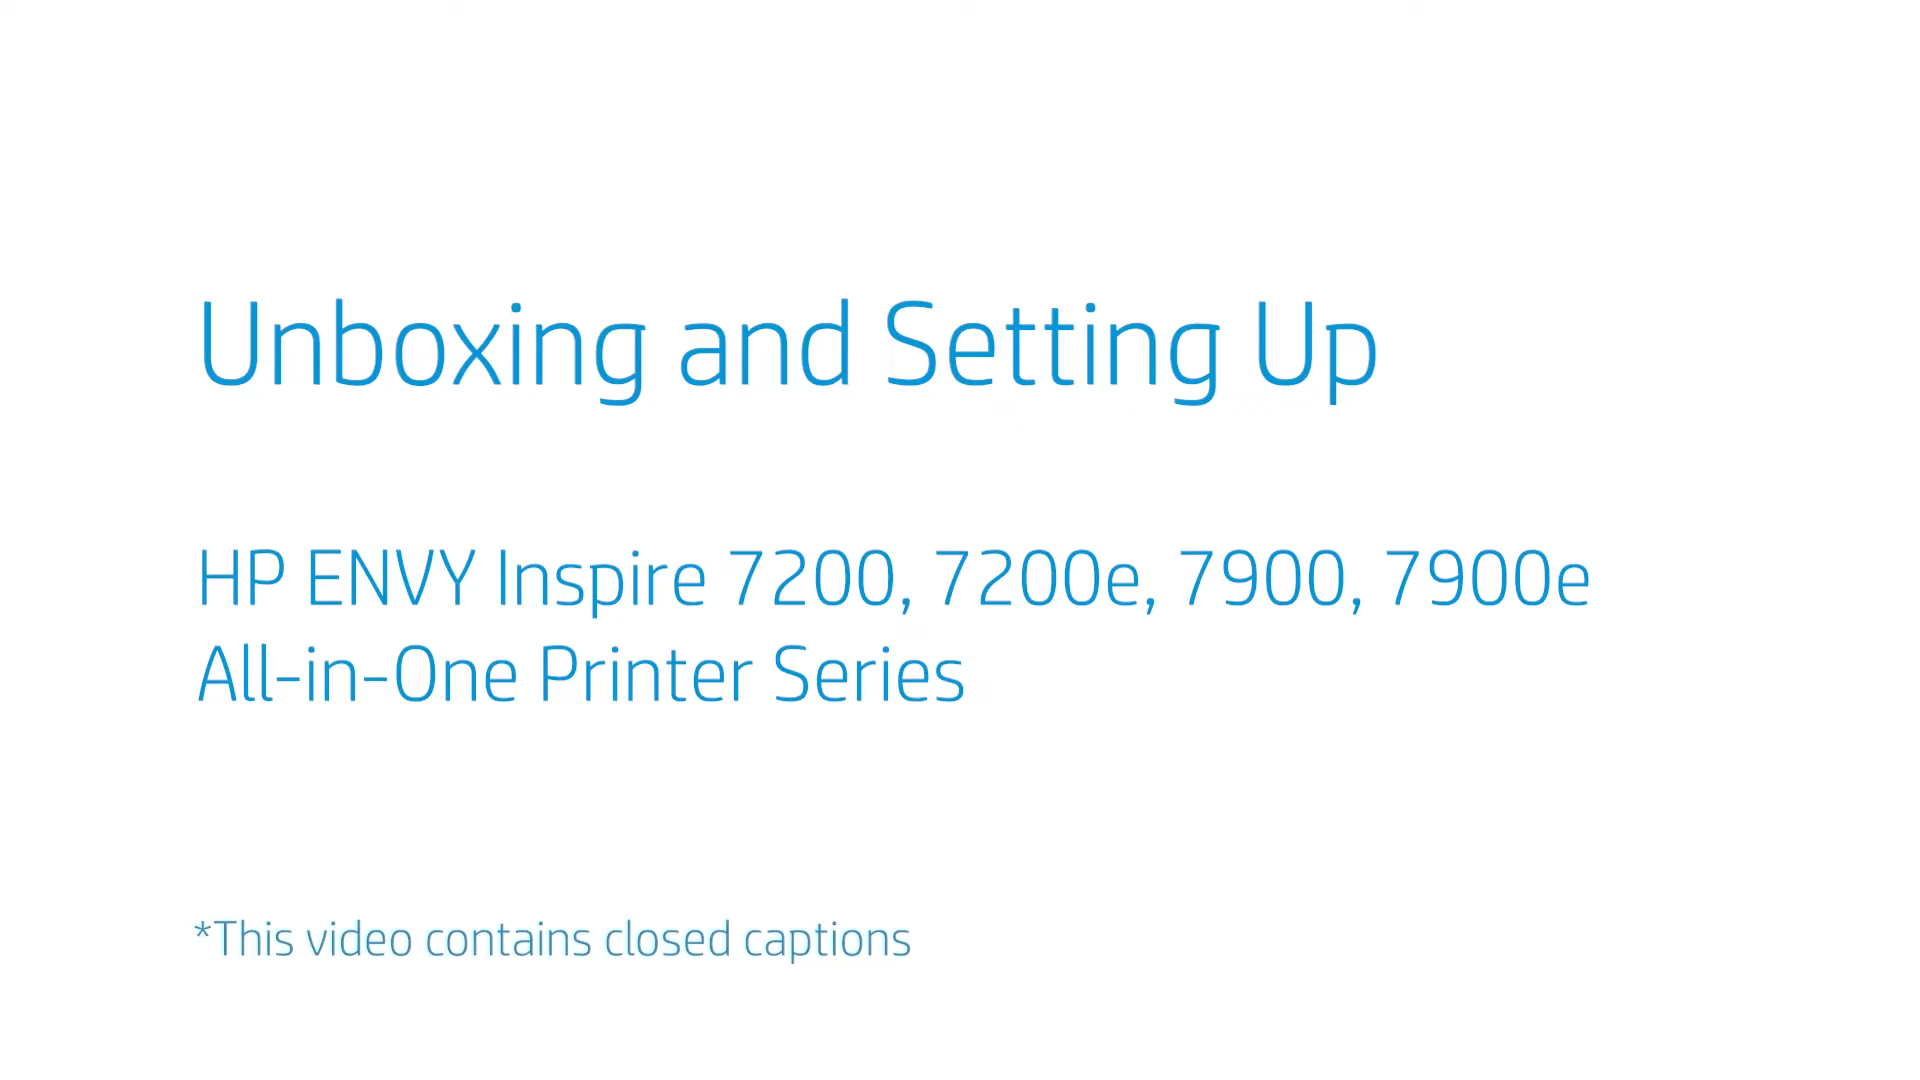 Unboxing and Setting Up
HP ENVY Inspire 7200, 7200e, 7900, 7900e
All-in-One Printer Series
*This video contains closed captions